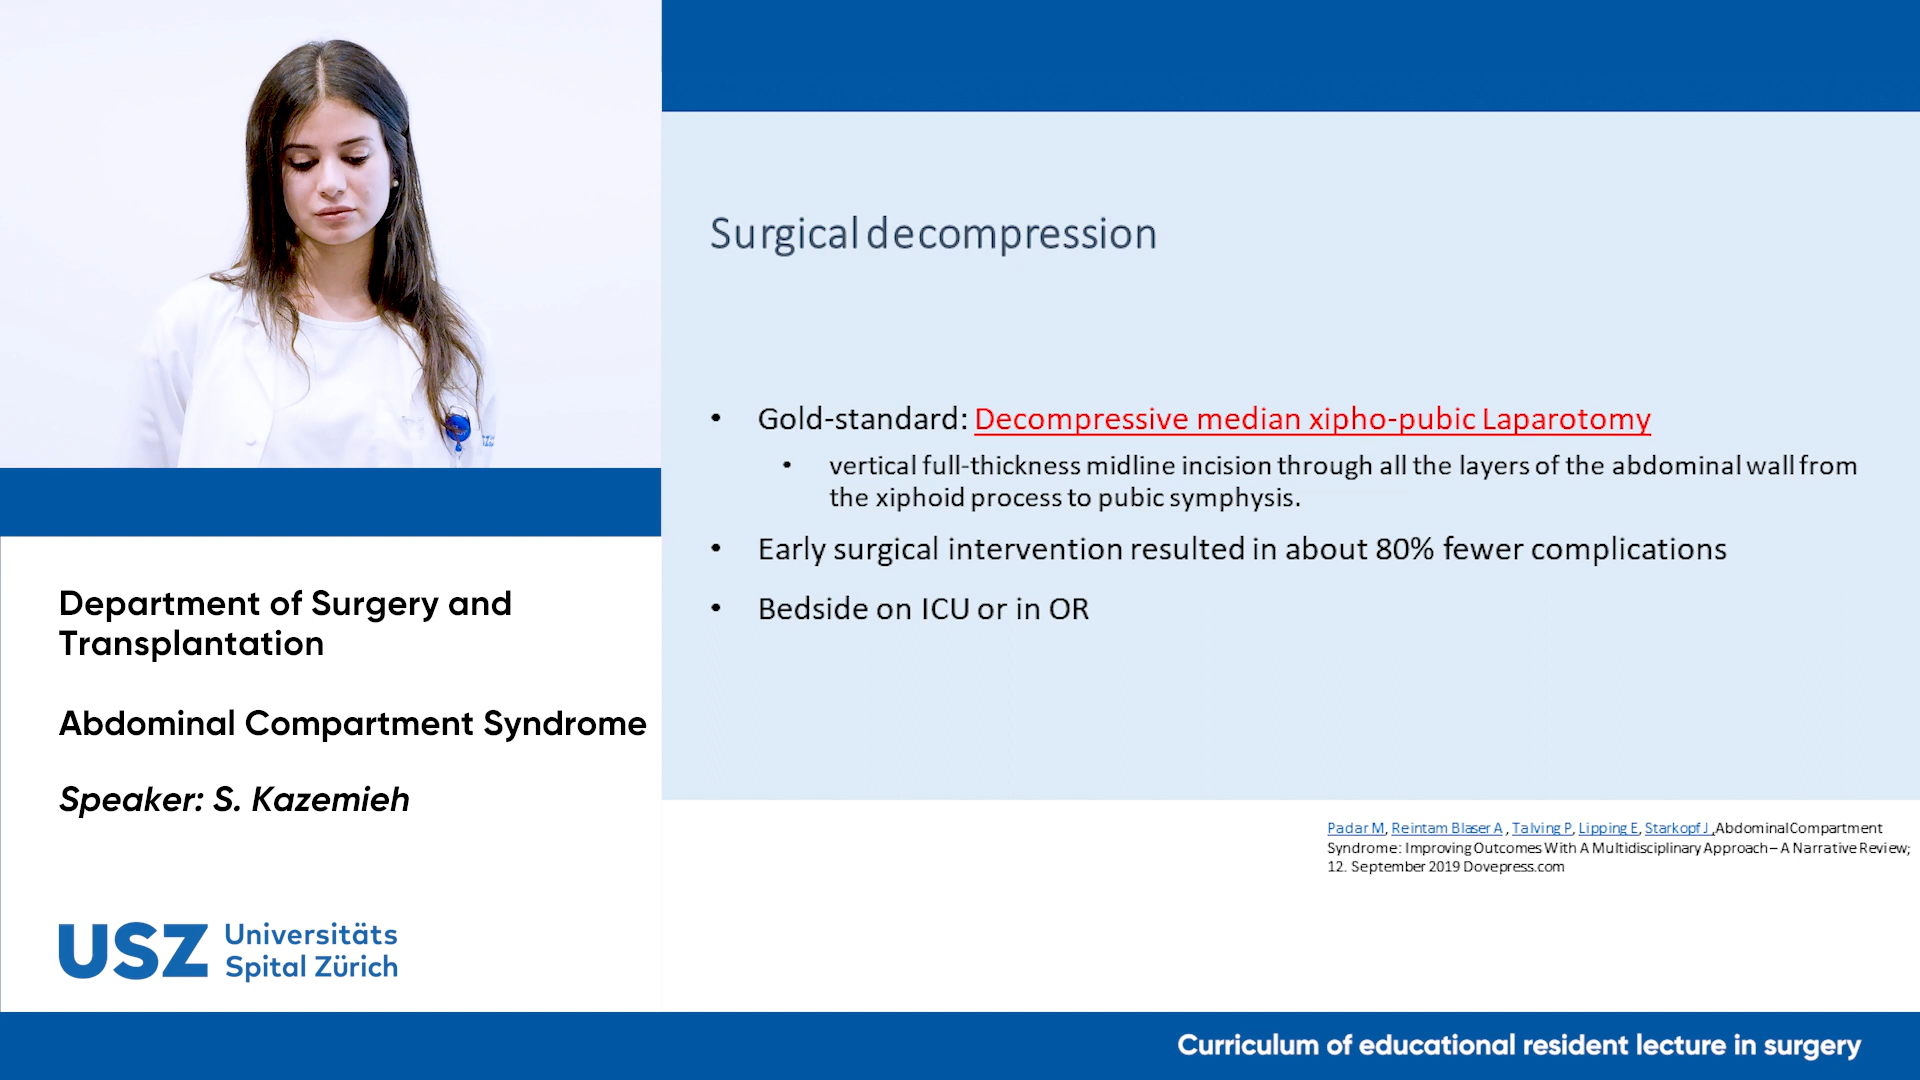 Department of Surgery and
Transplantation
Abdominal Compartment Syndrome
Speaker: S. Kazemieh
USZ Universitäts
Spital Zürich
Surgical decompression
• Gold-standard: Decompressive median xipho-pubic Laparotomy
• vertical full-thickness midline incision through all the layers of the abdominal wall from
the xiphoid process to pubic symphysis.
• Early surgical intervention resulted in about 80% fewer complications
• Bedside on ICU or in OR
Padar M, Reintam Blaser A , Talving P, Lipping E, Starkopf J ,Abdominal Compartment
Syndrome: Improving Outcomes With A Multidisciplinary Approach – A Narrative Review;
12. September 2019 Dovepress.com
Curriculum of educational resident lecture in surgery